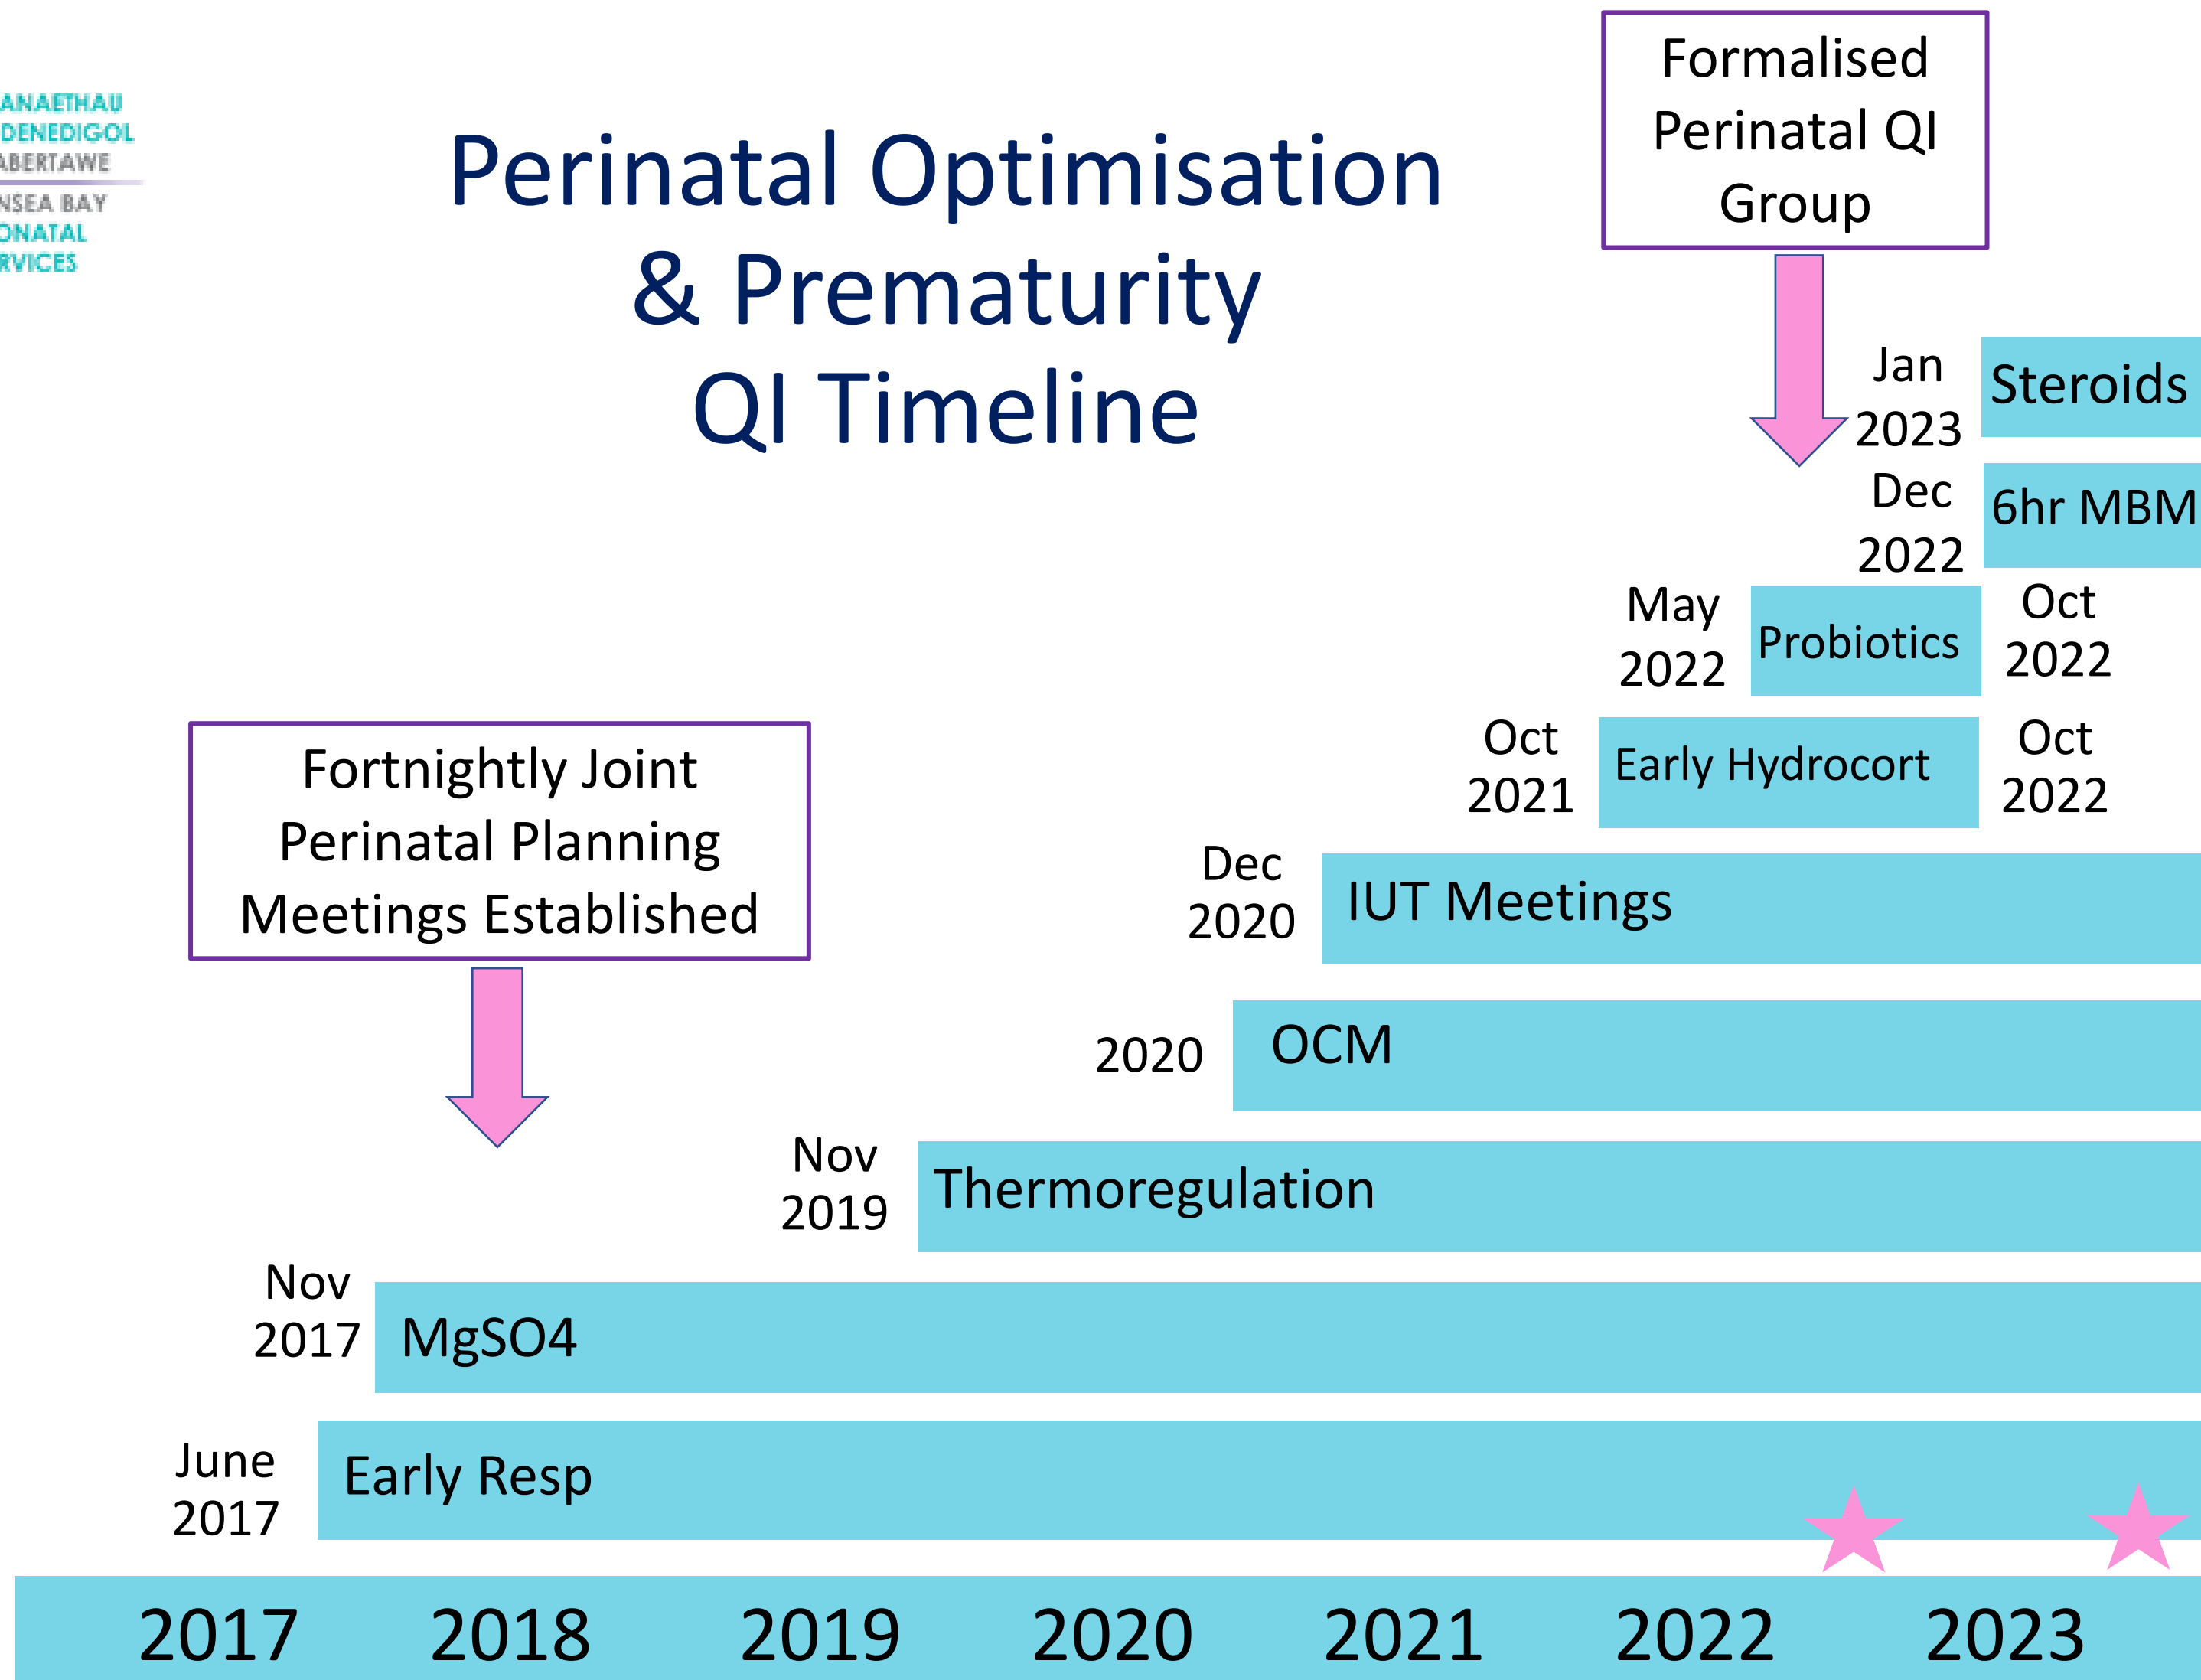 ABERTAWE
Perinatal Optimisation
& Prematurity
QI Timeline
Formalised
Perinatal QI
Group
Jan
2023
Steroids
Dec
2022
6hr MBM
May
2022
Probiotics
Oct
2022
Oct
2021
Early Hydrocort
Oct
2022
Fortnightly Joint
Perinatal Planning
Meetings Established
Dec
2020
IUT Meetings
2020
OCM
Nov
2019
Thermoregulation
Nov
2017
MgSO4
June
2017
Early Resp
2017 2018 2019 2020 2021 2022 2023